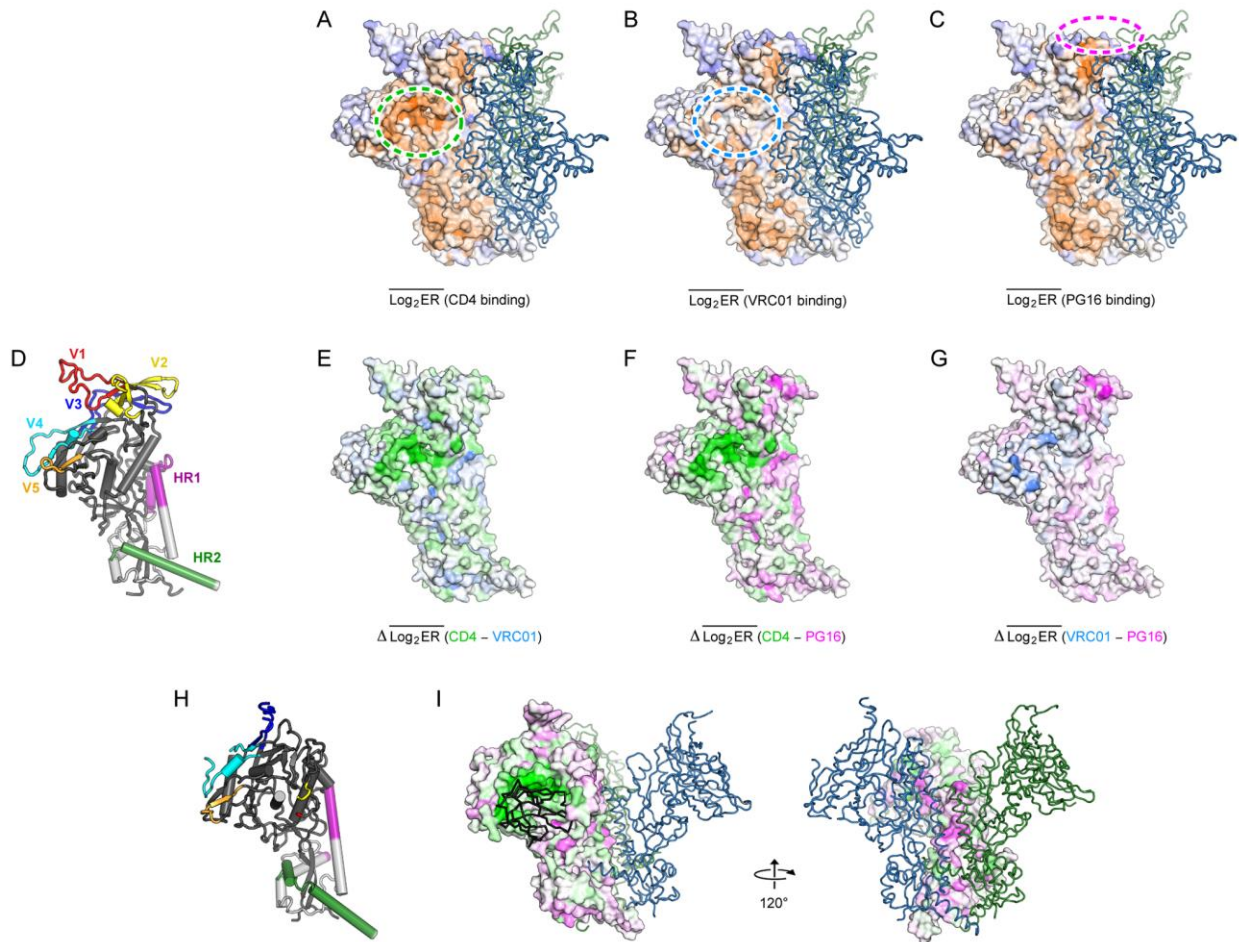 A
B
C
Log₂ER (CD4 binding)
Log₂ER (VRC01 binding)
Log₂ER (PG16 binding)
D
V1
V2
V3
V4
V5
HR1
HR2
E
F
G
Δ Log₂ER (CD4 – VRC01)
Δ Log₂ER (CD4 – PG16)
Δ Log₂ER (VRC01 – PG16)
H
I
120°